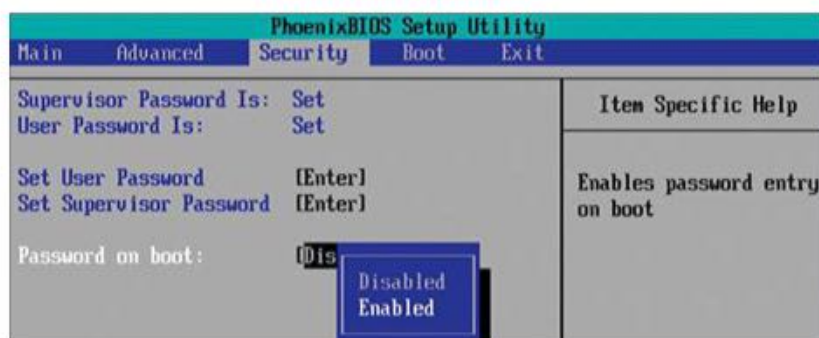 PhoenixBIOS Setup Utility
Main Advanced Security Boot Exit
Supervisor Password Is: Set
User Password Is: Set
Item Specific Help
Set User Password [Enter]
Set Supervisor Password [Enter]
Enables password entry
on boot
Password on boot: [Dis
Disabled
Enabled